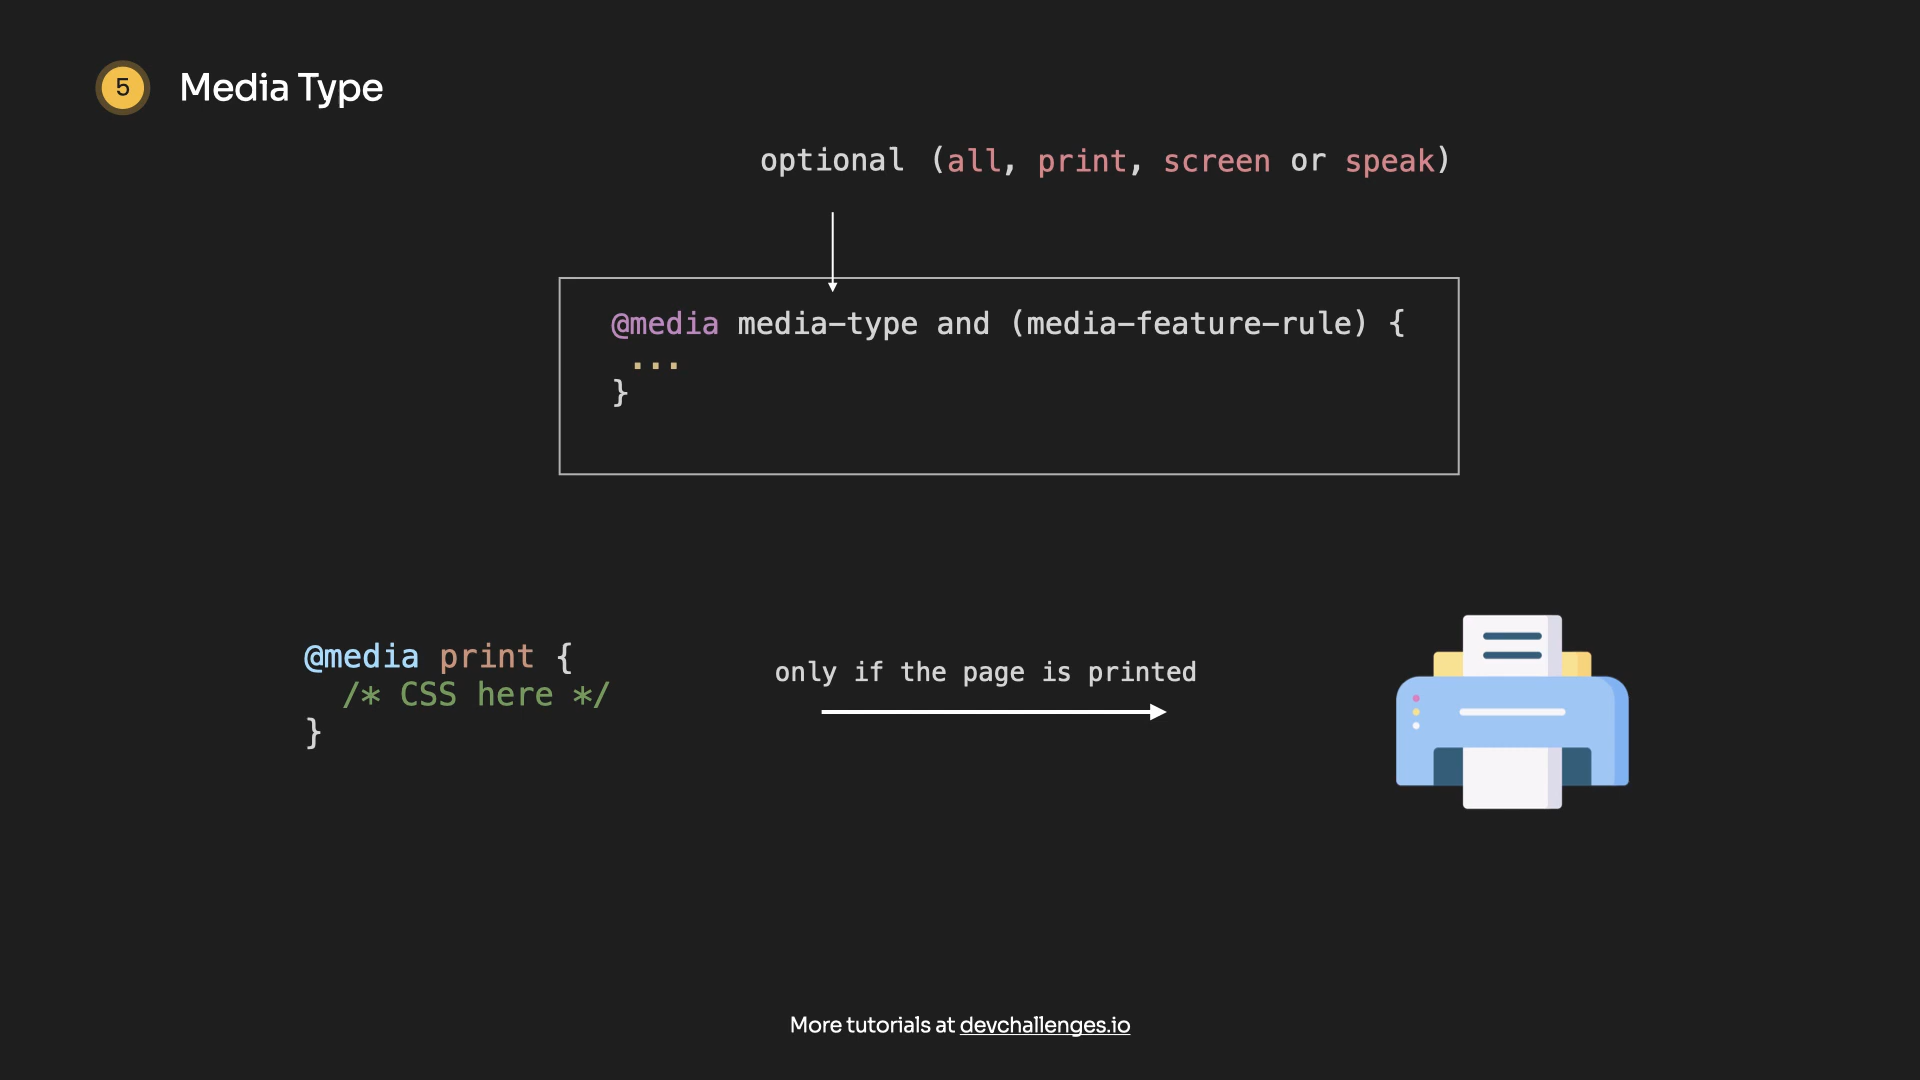 5
Media Type
optional (all, print, screen or speak)
@media media-type and (media-feature-rule) {
...
}
@media print {
/* CSS here */
}
only if the page is printed
More tutorials at devchallenges.io